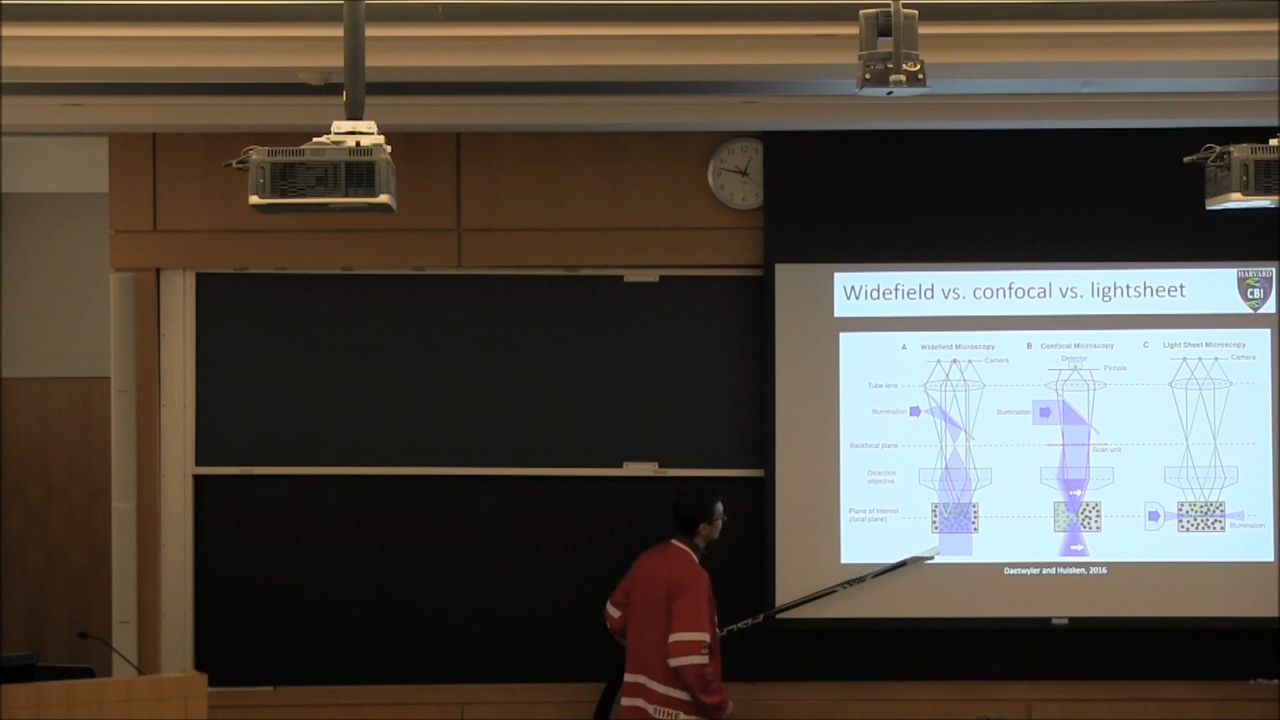 Widefield vs. confocal vs. lightsheet
HARVARD
CBI
A Widefield Microscopy
B Confocal Microscopy
C Light Sheet Microscopy
Camera
Detector
Pinhole
Camera
Tube lens
Illumination
Illumination
Backfocal plane
Scan unit
Detection
objective
Plane of interest
(focal plane)
Illumination
Daetwyler and Huisken, 2016
12